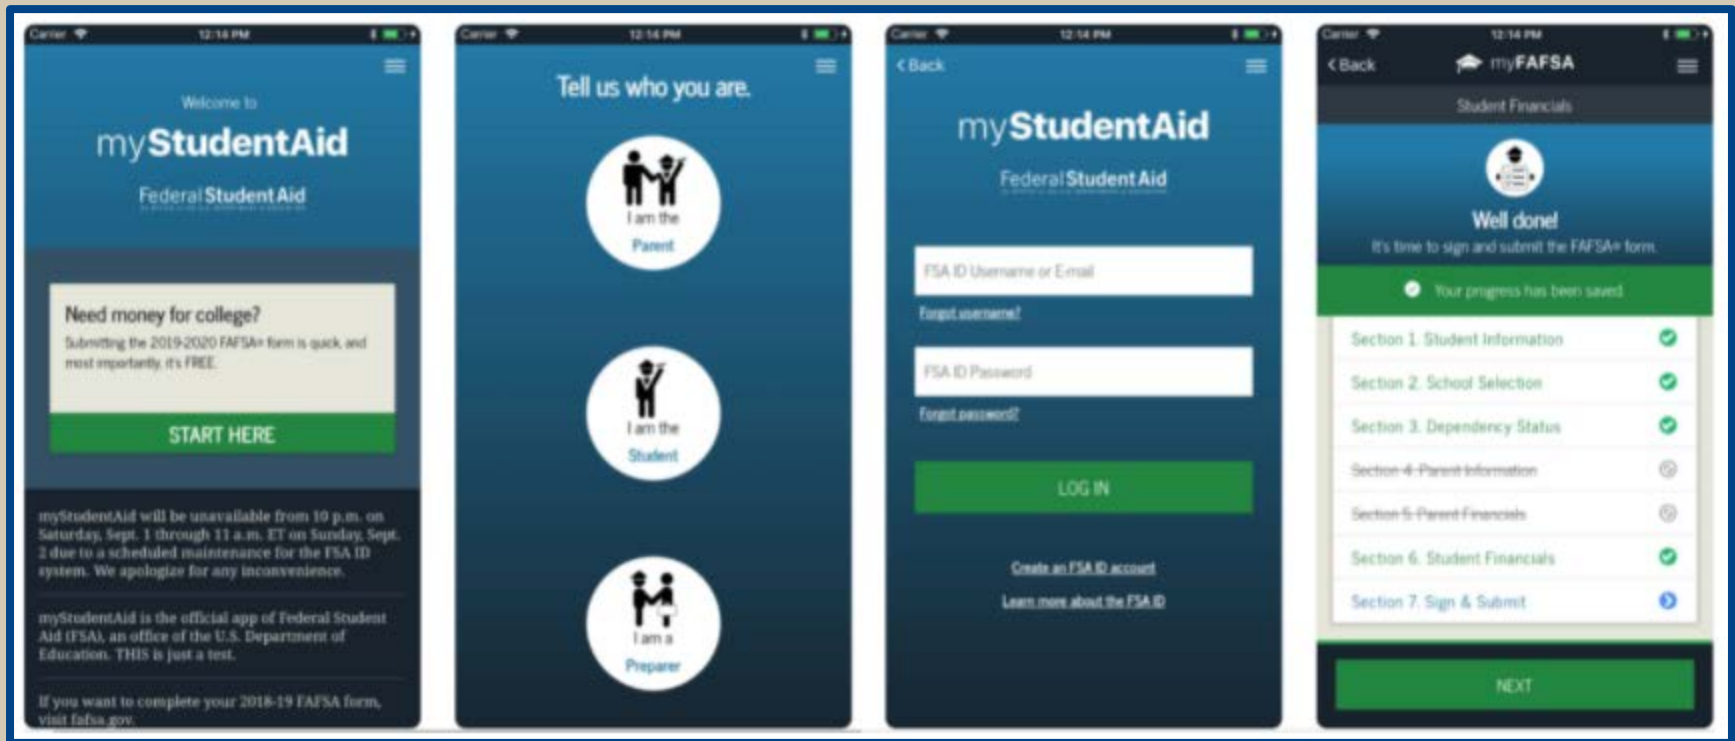 Carrier 12:14 PM
Welcome to
myStudentAid
Federal Student Aid
Need money for college?
Submitting the 2019-2020 FAFSA® form is quick, and
most importantly, it's FREE.
START HERE
myStudentAid will be unavailable from 10 p.m. on
Saturday, Sept. 1 through 11 a.m. ET on Sunday, Sept.
2 due to a scheduled maintenance for the FSA ID
system. We apologize for any inconvenience.
myStudentAid is the official app of Federal Student
Aid (FSA), an office of the U.S. Department of
Education. THIS is just a test.
If you want to complete your 2018-19 FAFSA form,
visit fafsa.gov.
Carrier 12:14 PM
Tell us who you are.
I am the
Parent
I am the
Student
I am a
Preparer
Carrier 12:14 PM
< Back
myStudentAid
Federal Student Aid
FSA ID Username or E-mail
Forgot username?
FSA ID Password
Forgot password?
LOG IN
Create an FSA ID account
Learn more about the FSA ID
Carrier 12:14 PM
< Back myFAFSA
Student Financials
Well done!
It's time to sign and submit the FAFSA® form.
Your progress has been saved.
Section 1. Student Information
Section 2. School Selection
Section 3. Dependency Status
Section 4. Parent Information
Section 5. Parent Financials
Section 6. Student Financials
Section 7. Sign & Submit
NEXT